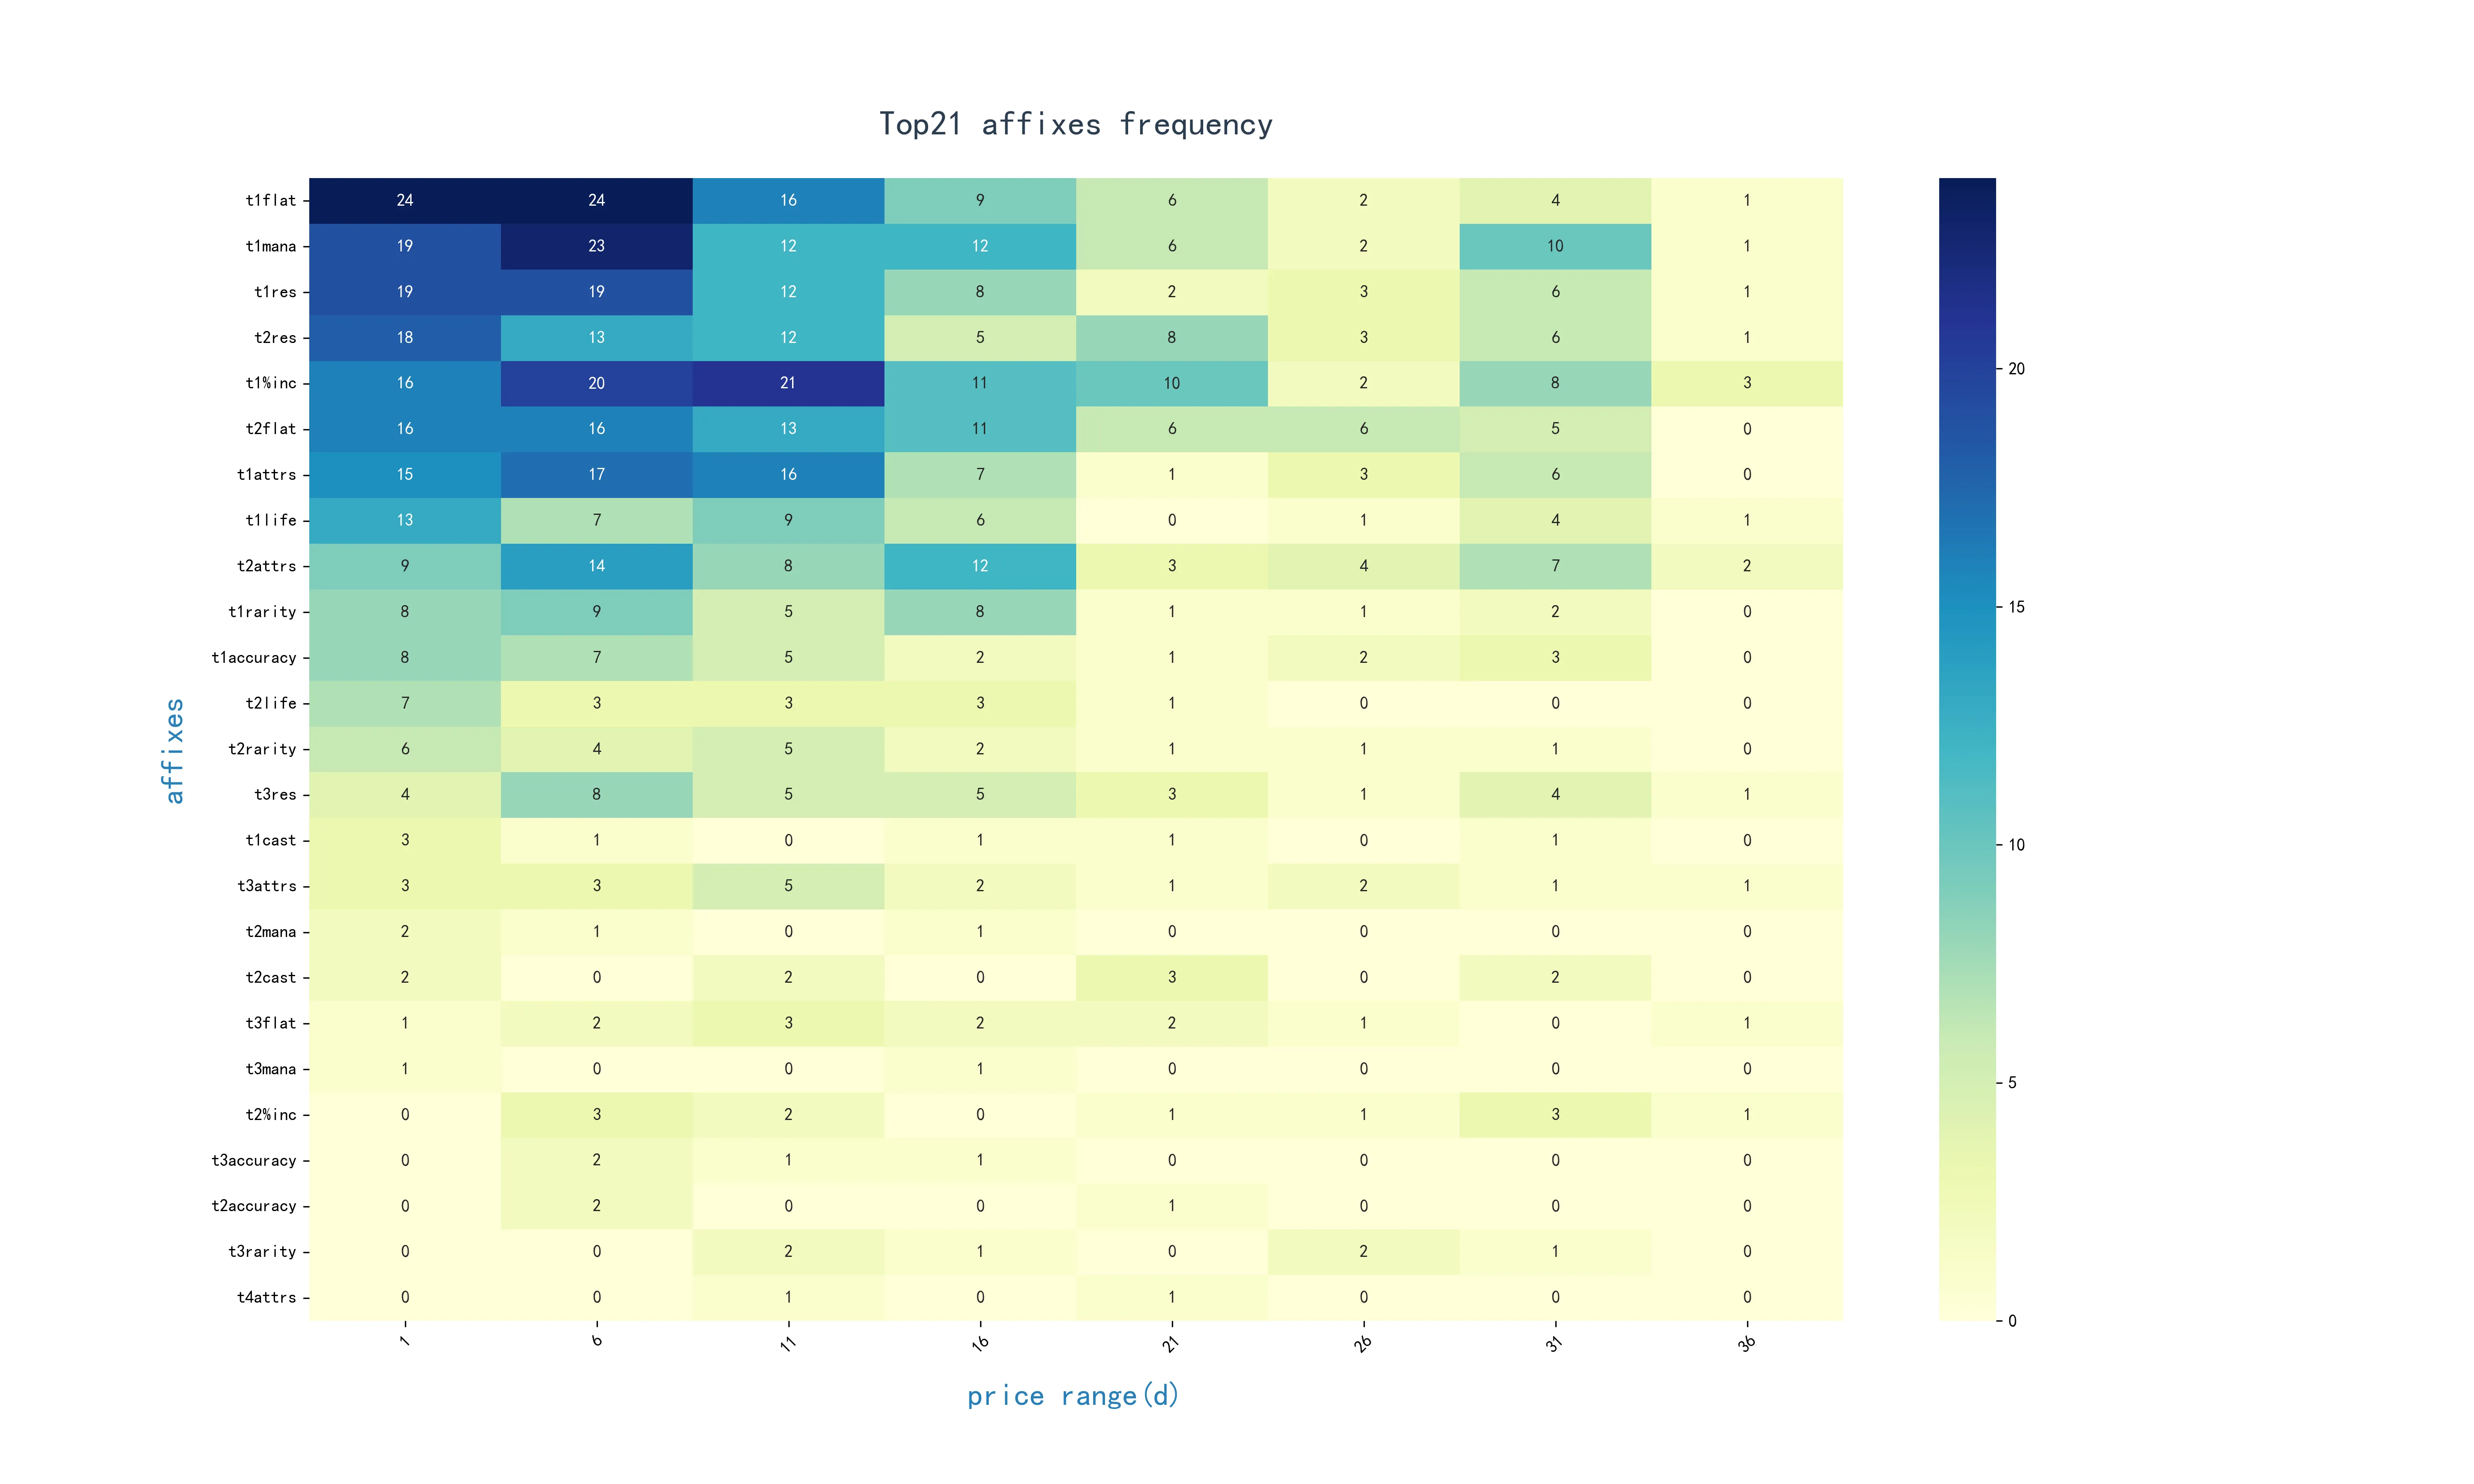 Top21 affixes frequency
t1flat 24 24 16 9 6 2 4 1
t1mana 19 23 12 12 6 2 10 1
t1res 19 19 12 8 2 3 6 1
t2res 18 13 12 5 8 3 6 1
t1%inc 16 20 21 11 10 2 8 3
t2flat 16 16 13 11 6 6 5 0
t1attrs 15 17 16 7 1 3 6 0
t1life 13 7 9 6 0 1 4 1
t2attrs 9 14 8 12 3 4 7 2
t1rarity 8 9 5 8 1 1 2 0
t1accuracy 8 7 5 2 1 2 3 0
t2life 7 3 3 3 1 0 0 0
t2rarity 6 4 5 2 1 1 1 0
t3res 4 8 5 5 3 1 4 1
t1cast 3 1 0 1 1 0 1 0
t3attrs 3 3 5 2 1 2 1 1
t2mana 2 1 0 1 0 0 0 0
t2cast 2 0 2 0 3 0 2 0
t3flat 1 2 3 2 2 1 0 1
t3mana 1 0 0 1 0 0 0 0
t2%inc 0 3 2 0 1 1 3 1
t3accuracy 0 2 1 1 0 0 0 0
t2accuracy 0 2 0 0 1 0 0 0
t3rarity 0 0 2 1 0 2 1 0
t4attrs 0 0 1 0 1 0 0 0
1 6 11 16 21 26 31 36
price range(d)
affixes
20
15
10
5
0